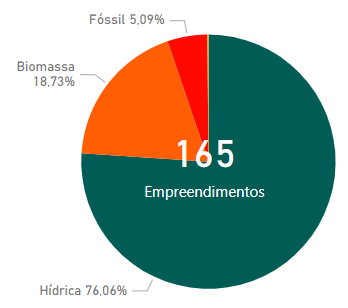 Fóssil 5,09%
Biomassa
18,73%
165
Empreendimentos
Hídrica 76,06%